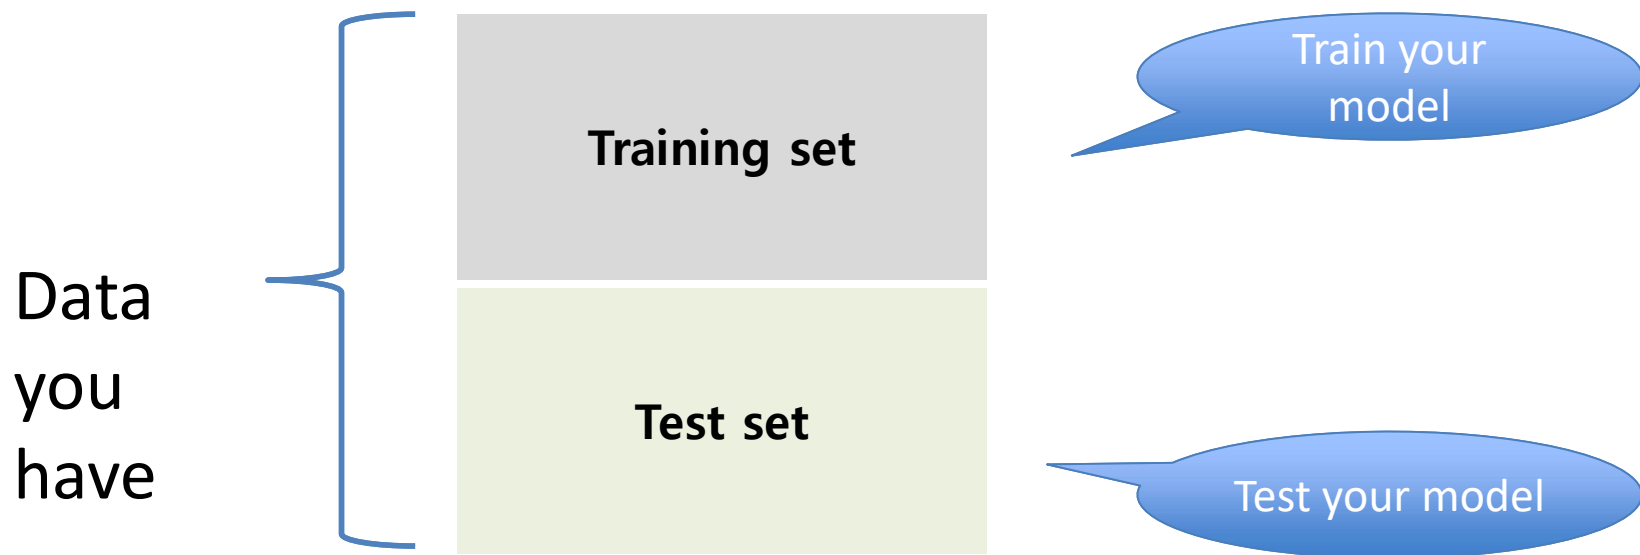 Data
you
have
Training set
Test set
Train your
model
Test your model